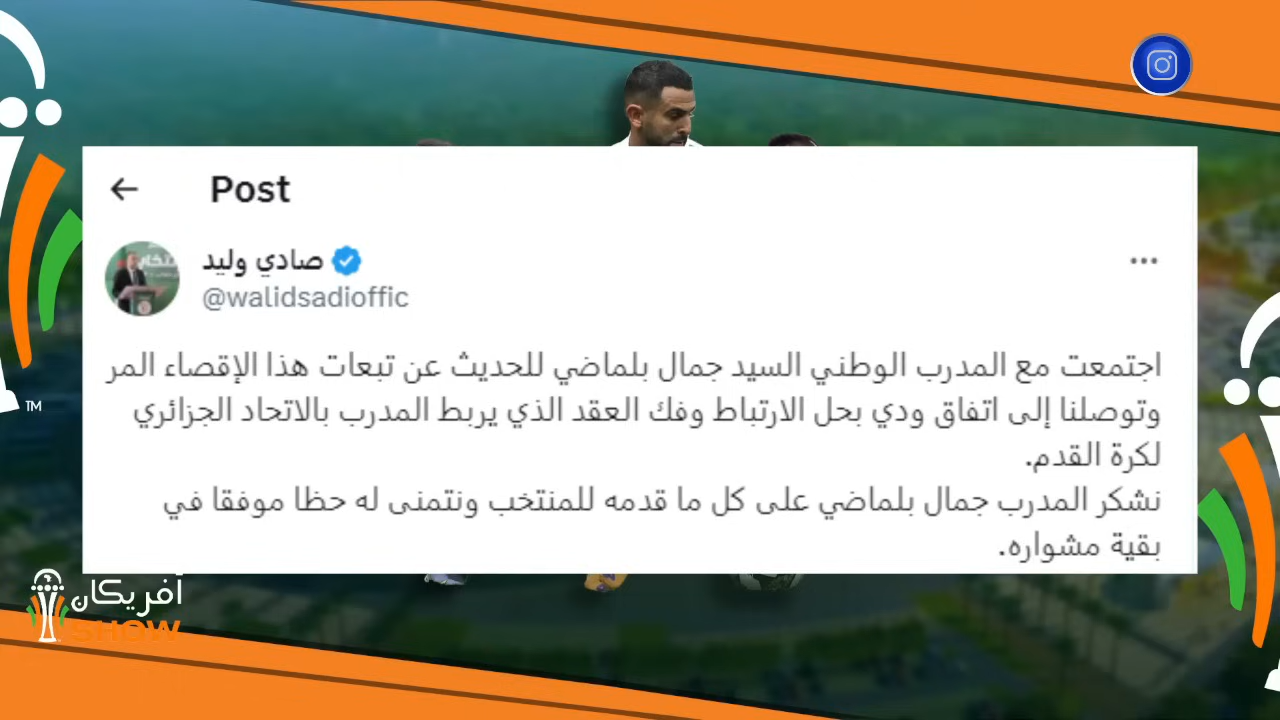 Post
صادي وليد
@walidsadioffic
اجتمعت مع المدرب الوطني السيد جمال بلماضي للحديث عن تبعات هذا الإقصاء المر
وتوصلنا إلى اتفاق ودي بحل الارتباط وفك العقد الذي يربط المدرب بالاتحاد الجزائري
لكرة القدم.
نشكر المدرب جمال بلماضي على كل ما قدمه للمنتخب ونتمنى له حظا موفقا في
بقية مشواره.
TM
أفريكان
SHOW